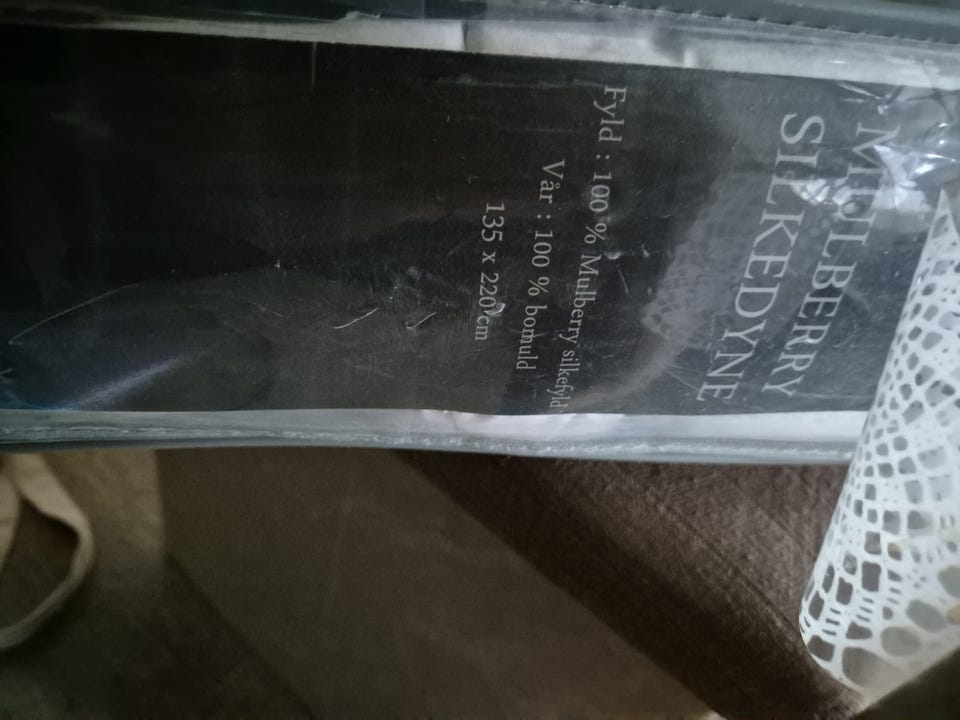 MULBERRY
SILKEDYNE
Fyld : 100 % Mulberry silkefyld
Vår : 100 % bomuld
135 x 220 cm